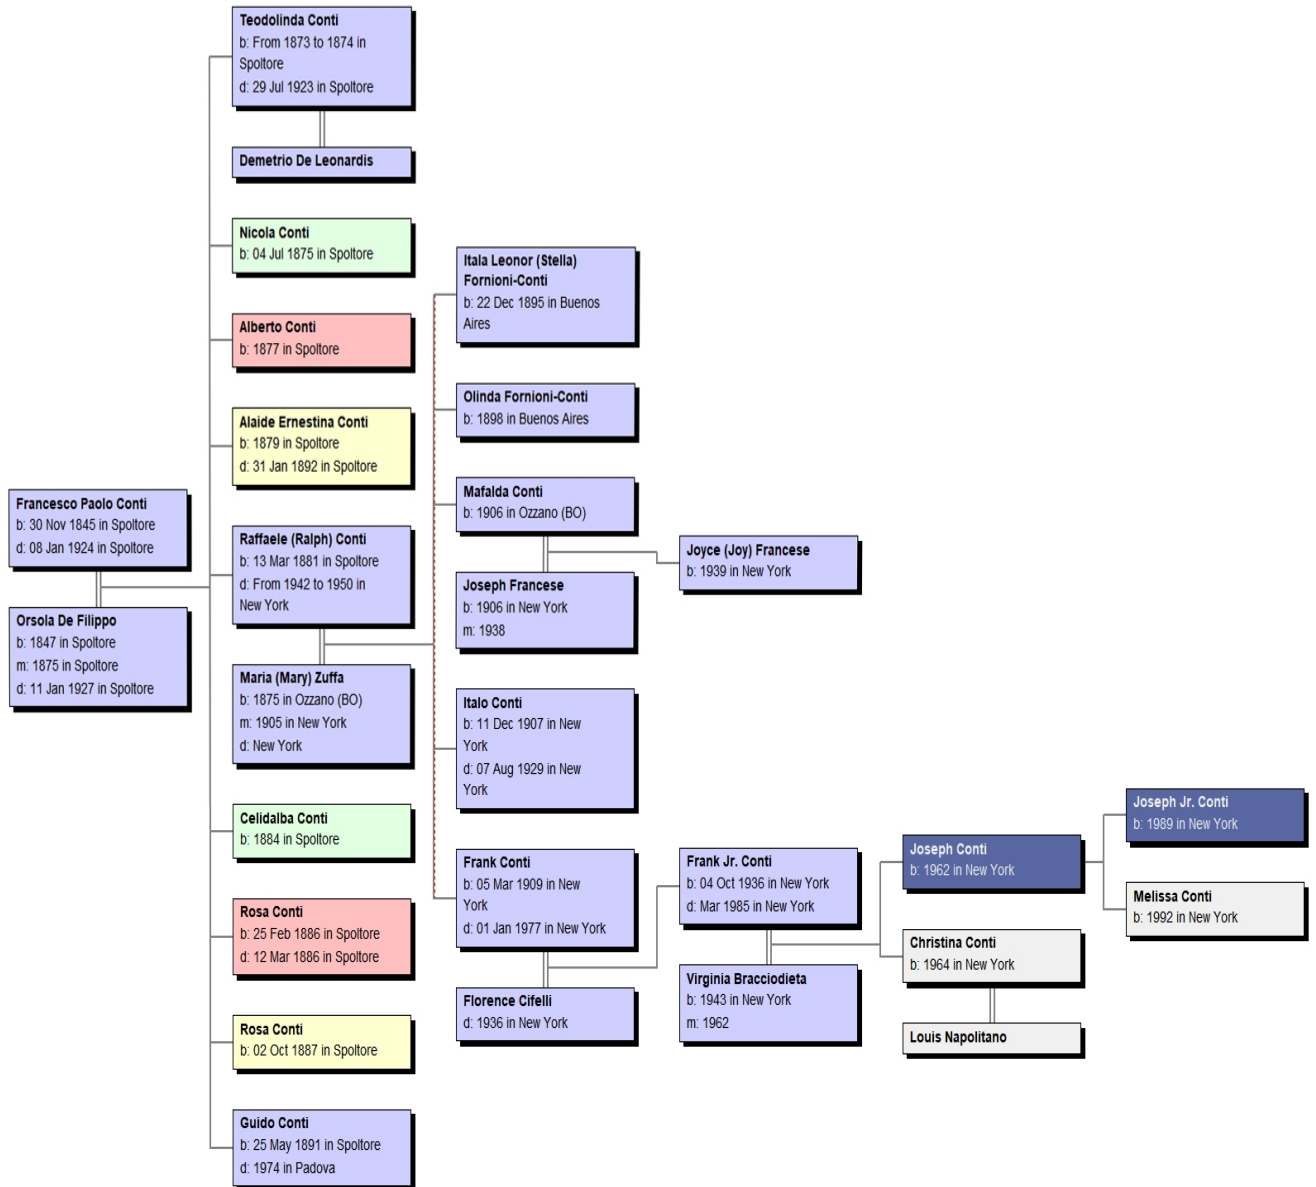 Teodolinda Conti
b: From 1873 to 1874 in
Spoltore
d: 29 Jul 1923 in Spoltore
Demetrio De Leonardis
Nicola Conti
b: 04 Jul 1875 in Spoltore
Alberto Conti
b: 1877 in Spoltore
Alaide Ernestina Conti
b: 1879 in Spoltore
d: 31 Jan 1892 in Spoltore
Francesco Paolo Conti
b: 30 Nov 1845 in Spoltore
d: 08 Jan 1924 in Spoltore
Orsola De Filippo
b: 1847 in Spoltore
m: 1875 in Spoltore
d: 11 Jan 1927 in Spoltore
Raffaele (Ralph) Conti
b: 13 Mar 1881 in Spoltore
d: From 1942 to 1950 in
New York
Maria (Mary) Zuffa
b: 1875 in Ozzano (BO)
m: 1905 in New York
d: New York
Celidalba Conti
b: 1884 in Spoltore
Rosa Conti
b: 25 Feb 1886 in Spoltore
d: 12 Mar 1886 in Spoltore
Rosa Conti
b: 02 Oct 1887 in Spoltore
Guido Conti
b: 25 May 1891 in Spoltore
d: 1974 in Padova
Itala Leonor (Stella)
Fornioni-Conti
b: 22 Dec 1895 in Buenos
Aires
Olinda Fornioni-Conti
b: 1898 in Buenos Aires
Mafalda Conti
b: 1906 in Ozzano (BO)
Joseph Francese
b: 1906 in New York
m: 1938
Joyce (Joy) Francese
b: 1939 in New York
Italo Conti
b: 11 Dec 1907 in New
York
d: 07 Aug 1929 in New
York
Frank Conti
b: 05 Mar 1909 in New
York
d: 01 Jan 1977 in New York
Florence Cifelli
d: 1936 in New York
Frank Jr. Conti
b: 04 Oct 1936 in New York
d: Mar 1985 in New York
Virginia Bracciodieta
b: 1943 in New York
m: 1962
Joseph Conti
b: 1962 in New York
Christina Conti
b: 1964 in New York
Louis Napolitano
Joseph Jr. Conti
b: 1989 in New York
Melissa Conti
b: 1992 in New York